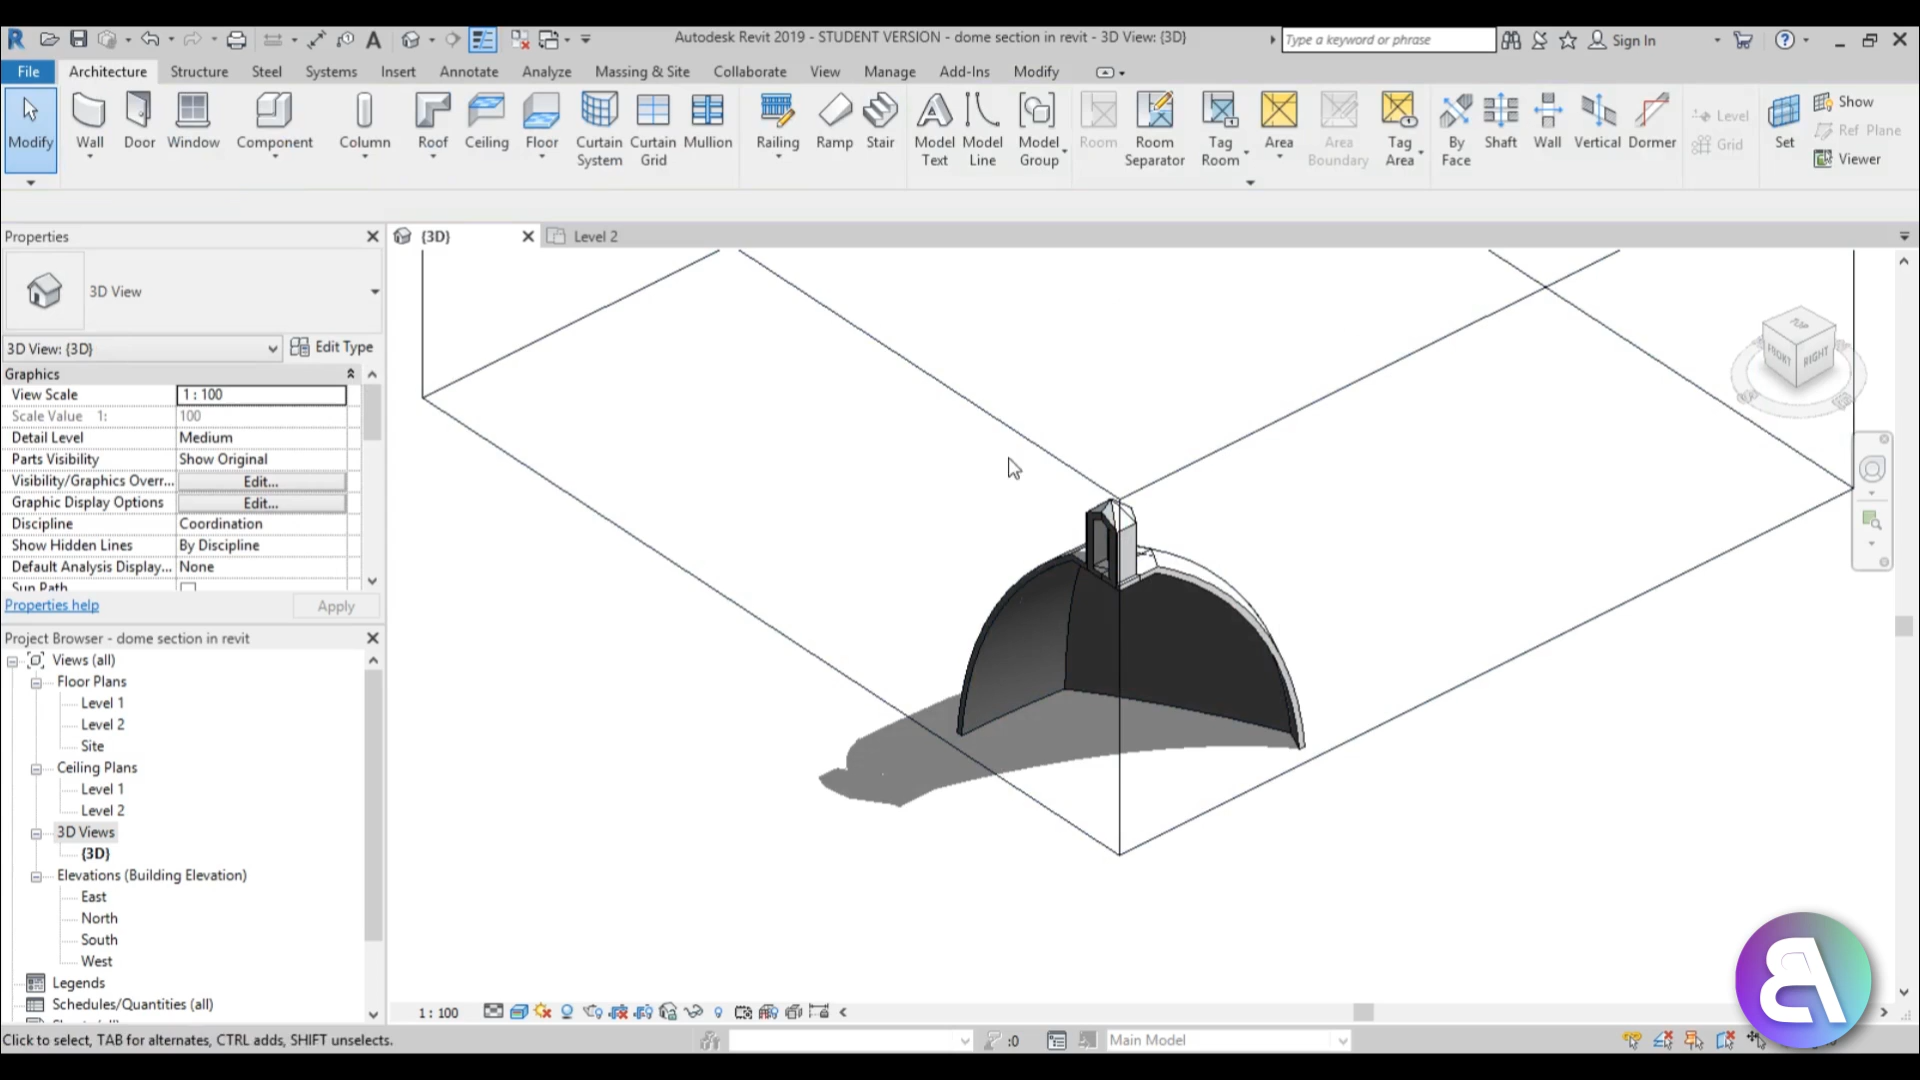 Autodesk Revit 2019 - STUDENT VERSION - dome section in revit - 3D View: {3D}
Type a keyword or phrase
Sign In
File Architecture Structure Steel Systems Insert Annotate Analyze Massing & Site Collaborate View Manage Add-Ins Modify
Modify Wall Door Window Component Column Roof Ceiling Floor Curtain System Curtain Grid Mullion Railing Ramp Stair Model Text Model Line Model Group Room Room Separator Tag Room Area Area Boundary Tag Area By Face Shaft Wall Vertical Dormer Level Grid Set Show Ref Plane Viewer
Properties
{3D}
Level 2
3D View
3D View: {3D}
Edit Type
Graphics
View Scale 1 : 100
Scale Value 1: 100
Detail Level Medium
Parts Visibility Show Original
Visibility/Graphics Overr... Edit...
Graphic Display Options Edit...
Discipline Coordination
Show Hidden Lines By Discipline
Default Analysis Display... None
Sun Path
Properties help
Apply
TOP
FRONT
RIGHT
Project Browser - dome section in revit
Views (all)
Floor Plans
Level 1
Level 2
Site
Ceiling Plans
Level 1
Level 2
3D Views
{3D}
Elevations (Building Elevation)
East
North
South
West
Legends
Schedules/Quantities (all)
1 : 100
Click to select, TAB for alternates, CTRL adds, SHIFT unselects.
:0
Main Model